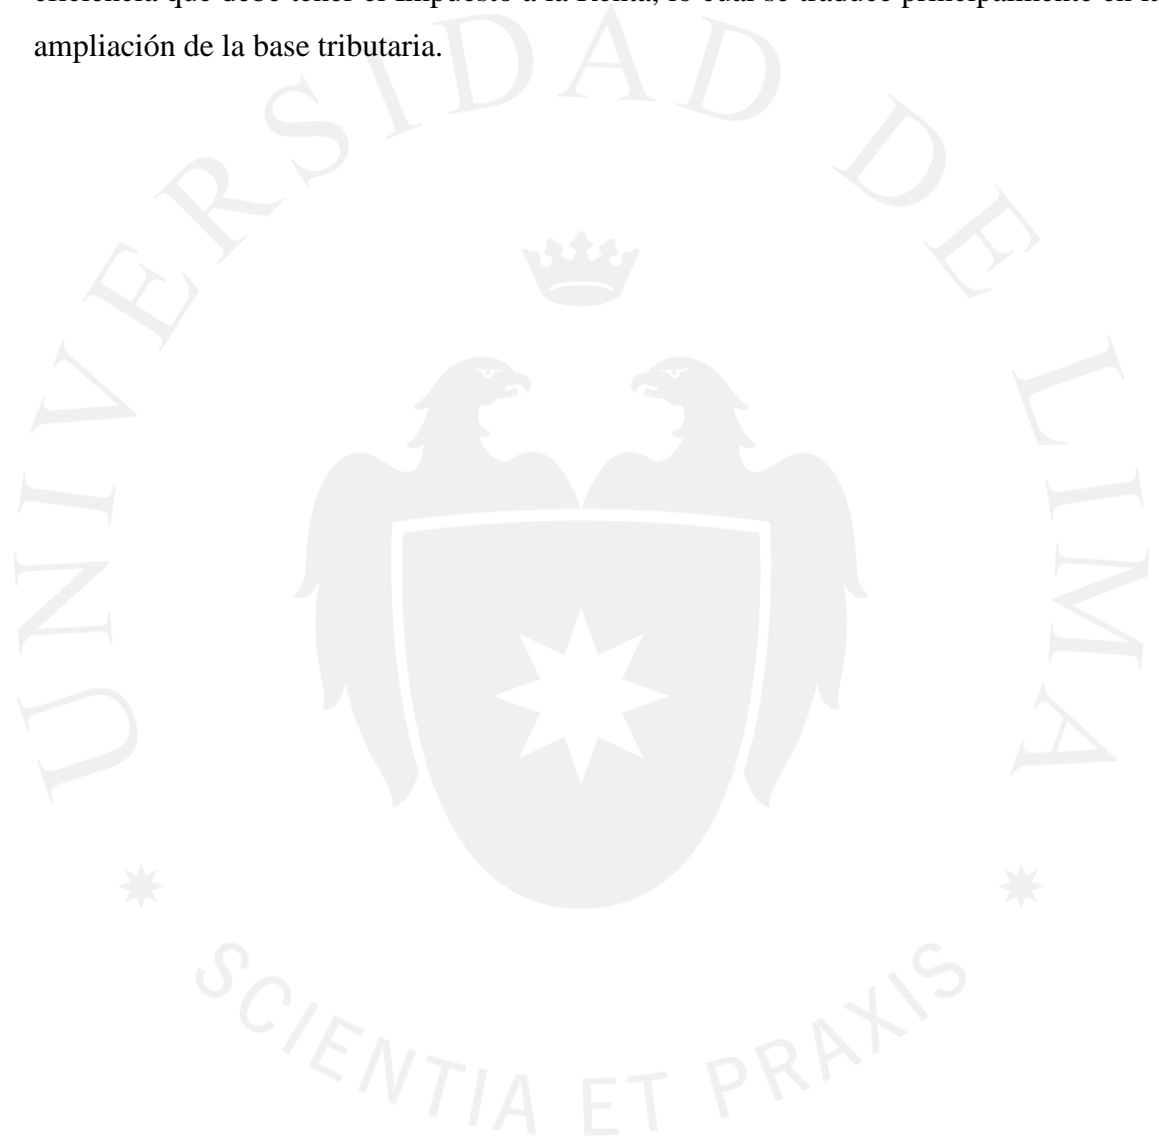 eficiencia que debe tener el Impuesto a la Renta, lo cual se traduce principalmente en
ampliación de la base tributaria.
UNIVERSIDAD DE LIMA
SCIENTIA ET PRAXIS